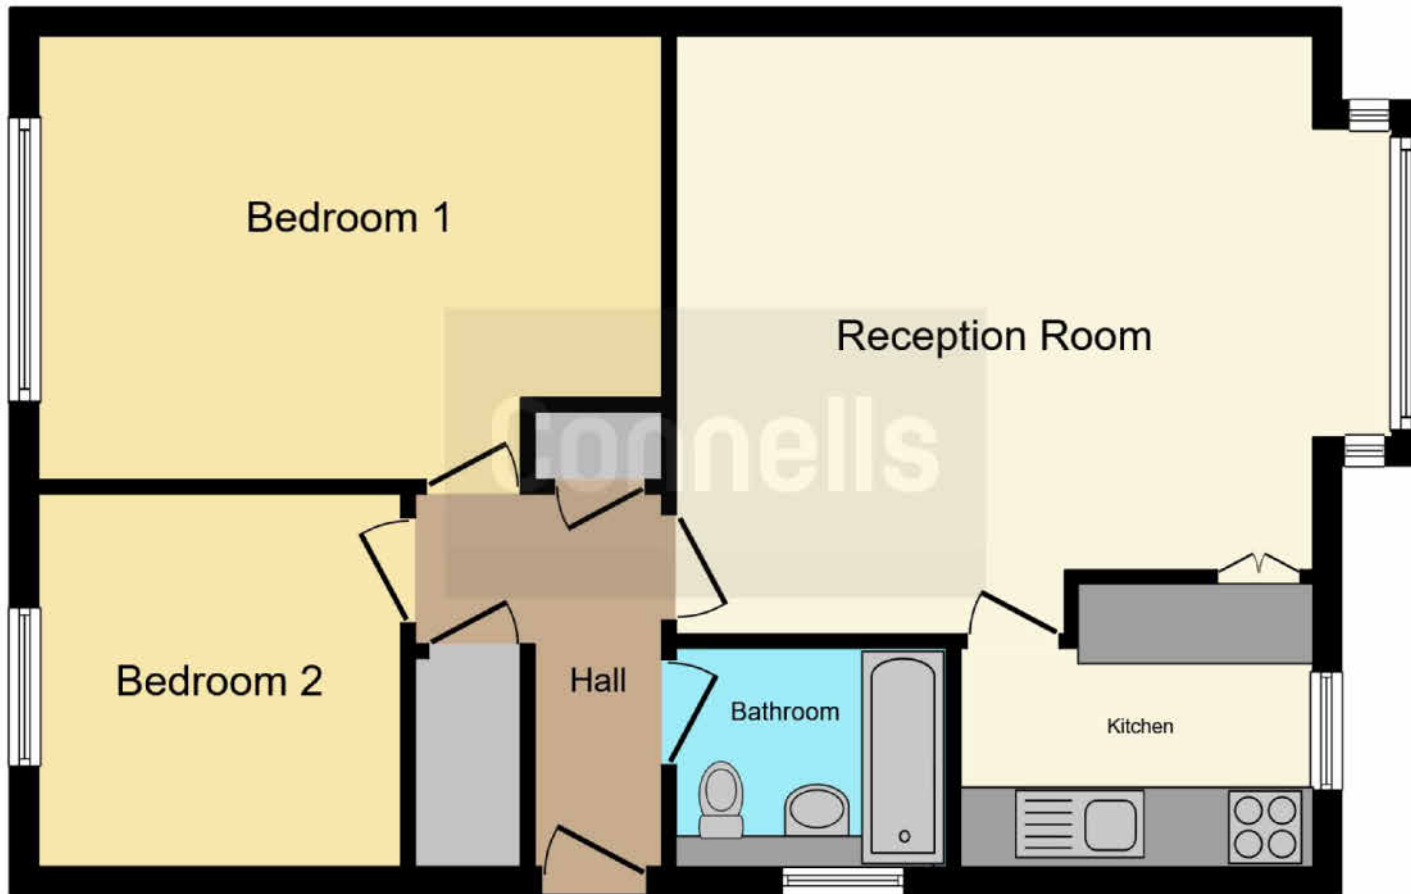 Bedroom 1
Reception Room
Connells
Bedroom 2
Hall
Bathroom
Kitchen